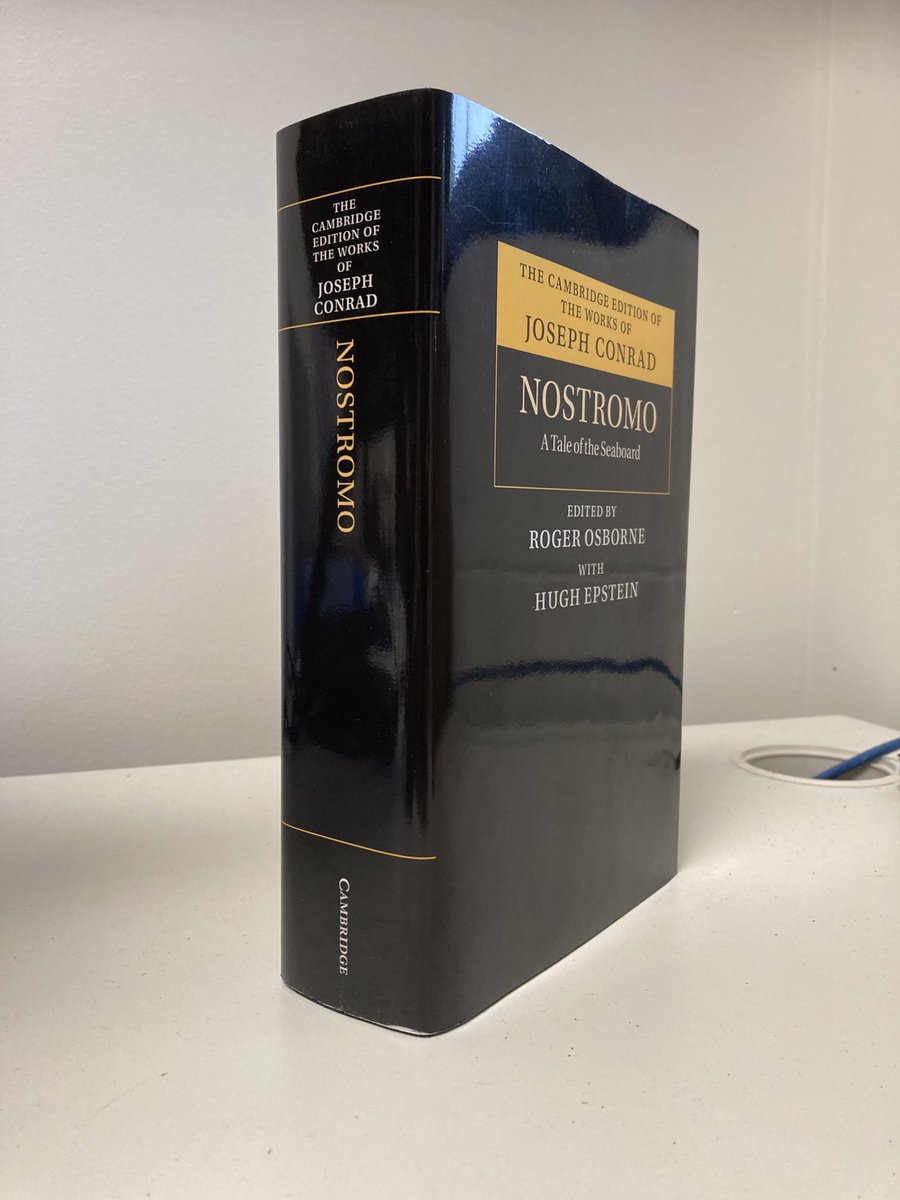 THE
CAMBRIDGE
EDITION OF
THE WORKS
OF
JOSEPH
CONRAD
NOSTROMO
CAMBRIDGE
THE CAMBRIDGE EDITION OF
THE WORKS OF
JOSEPH CONRAD
NOSTROMO
A Tale of the Seaboard
EDITED BY
ROGER OSBORNE
WITH
HUGH EPSTEIN